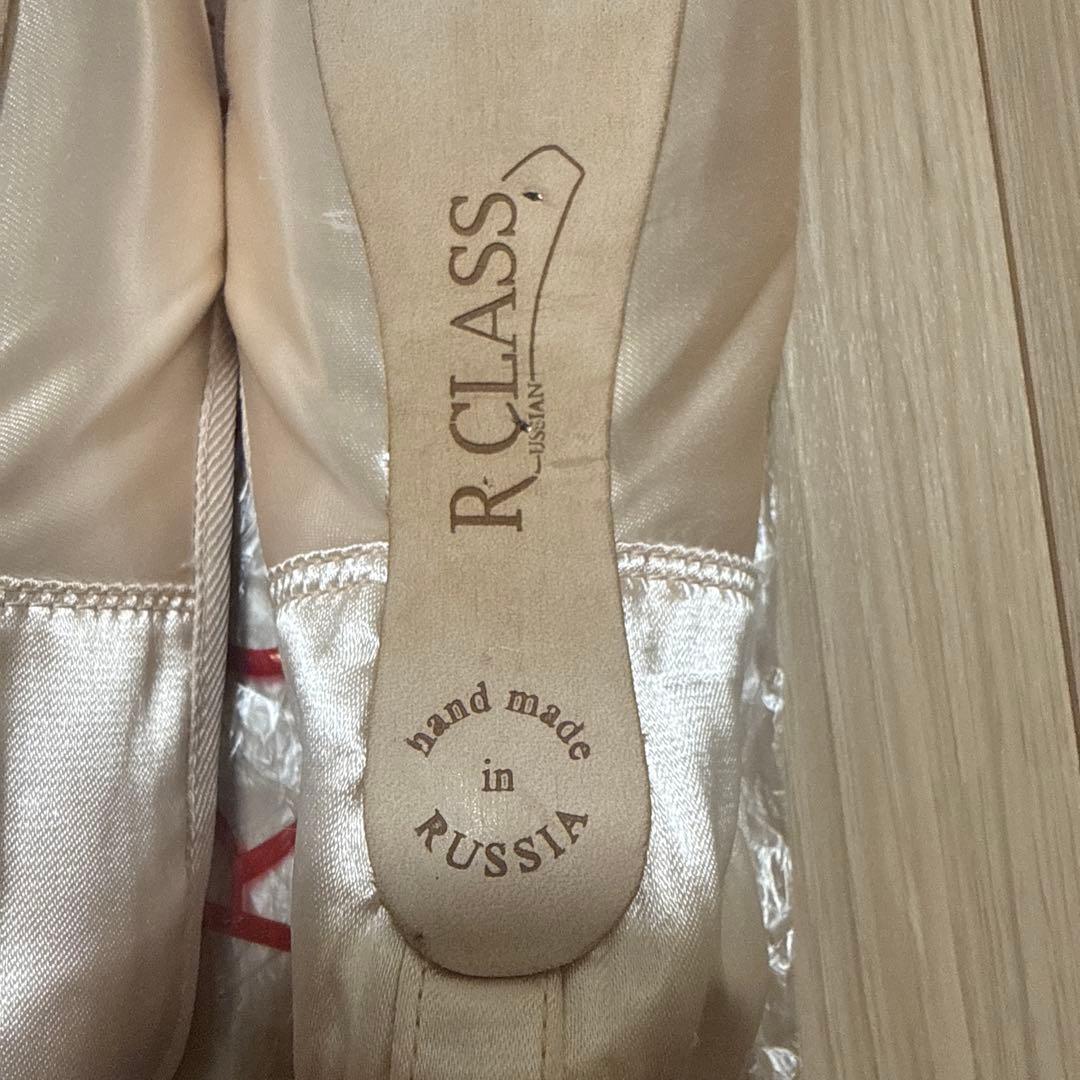 R CLASS
USSIAN
hand made
in
RUSSIA